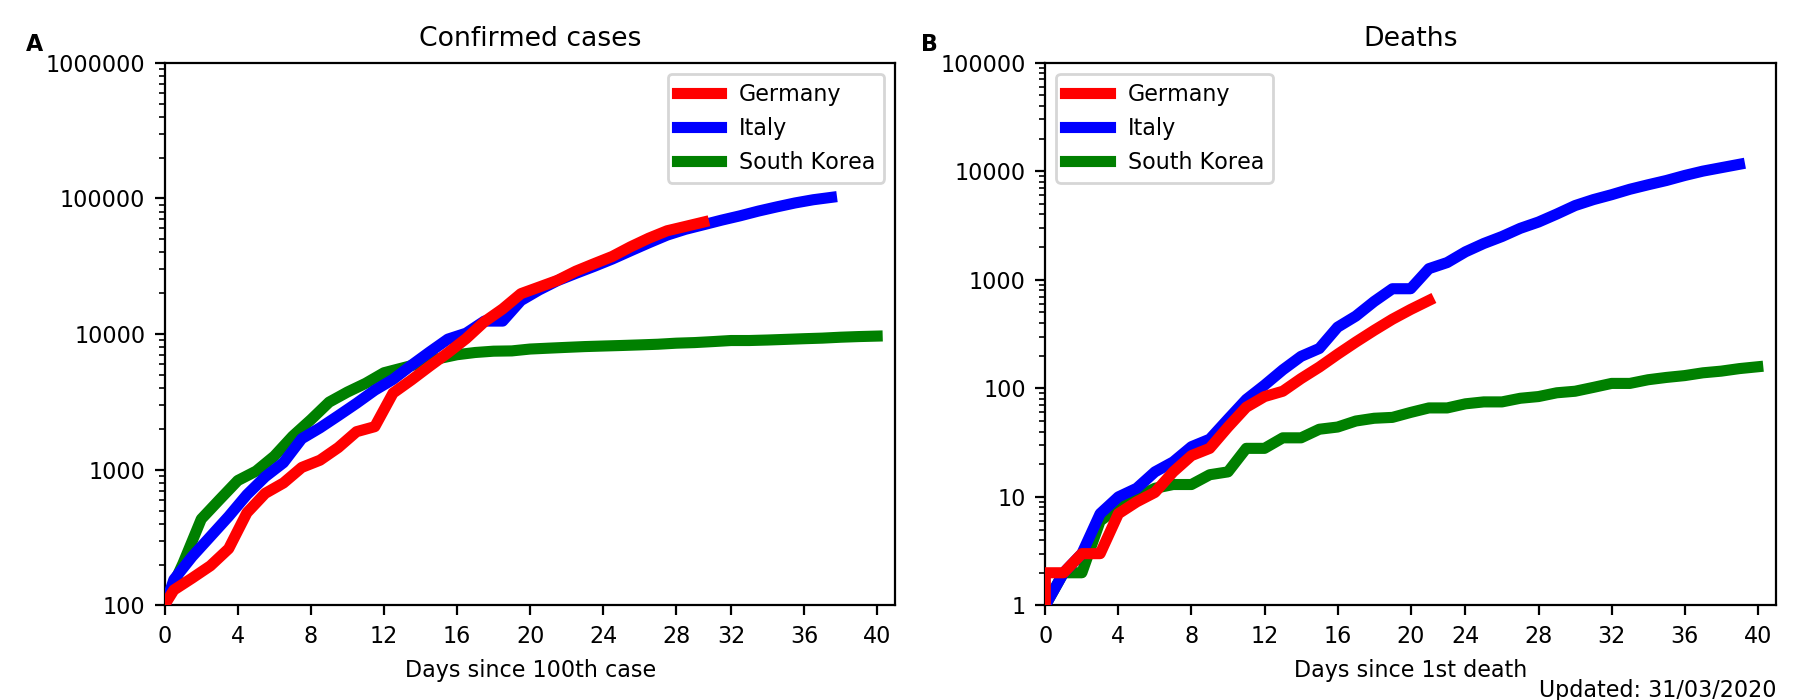 A
Confirmed cases
1000000
100000
10000
1000
100
Germany
Italy
South Korea
0 4 8 12 16 20 24 28 32 36 40
Days since 100th case
B
Deaths
100000
10000
1000
100
10
1
Germany
Italy
South Korea
0 4 8 12 16 20 24 28 32 36 40
Days since 1st death
Updated: 31/03/2020